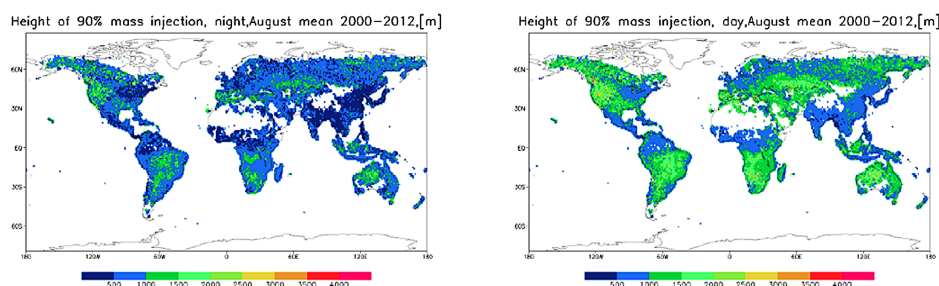 Height of 90% mass injection, night,August mean 2000-2012,[m]
Height of 90% mass injection, day,August mean 2000-2012,[m]
60N
30N
EQ
30S
60S
180
120W
60W
0
60E
120E
180
60N
30N
EQ
30S
60S
180
120W
60W
0
60E
120E
180
500 1000 1500 2000 2500 3000 3500 4000
500 1000 1500 2000 2500 3000 3500 4000